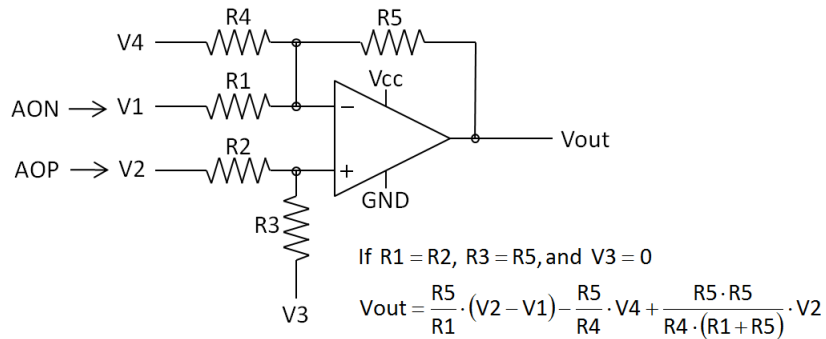 R4
R5
V4
R1
Vcc
AON → V1
−
Vout
R2
AOP → V2
+
GND
R3
If R1 = R2, R3 = R5, and V3 = 0
V3
Vout = R5/R1 · (V2 − V1) − R5/R4 · V4 + R5 · R5/(R4 · (R1 + R5)) · V2